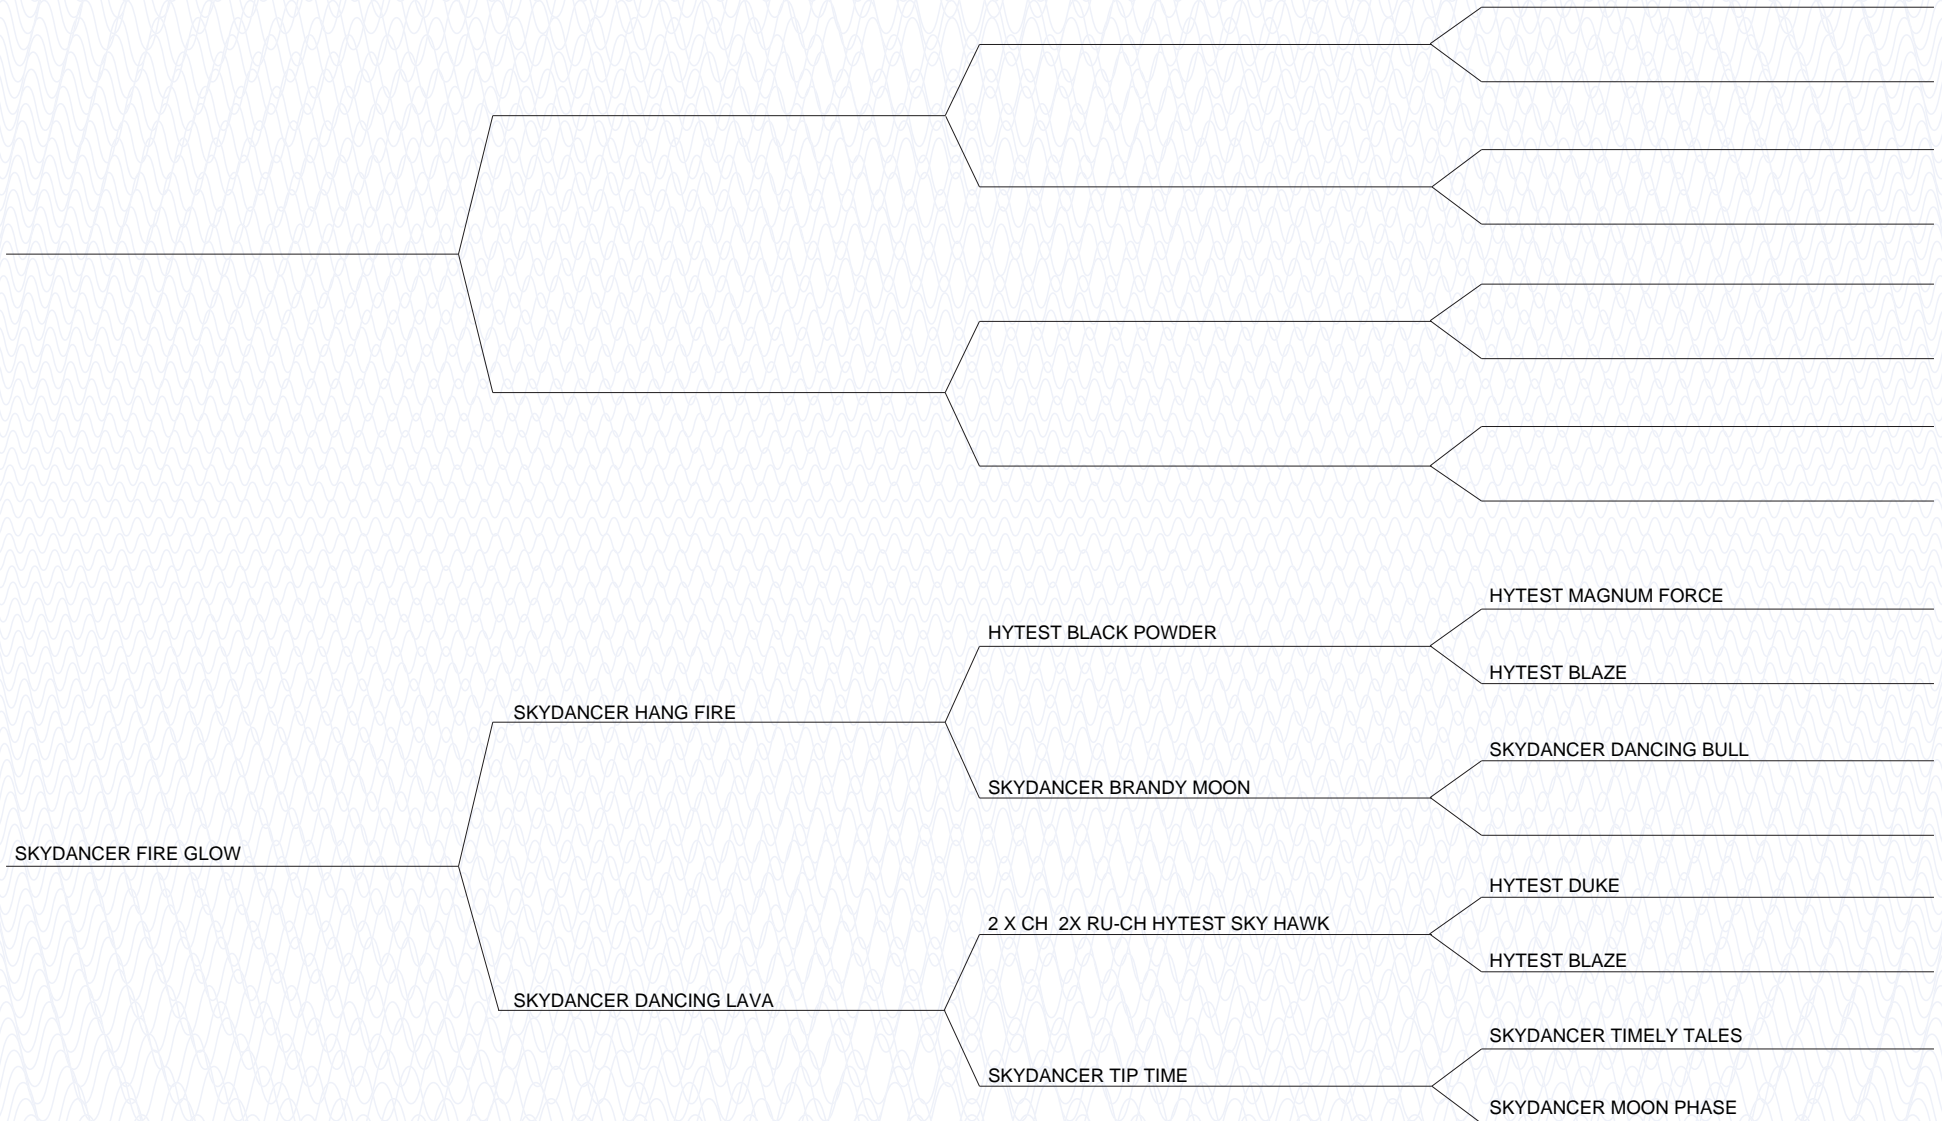 HYTEST MAGNUM FORCE
HYTEST BLACK POWDER
HYTEST BLAZE
SKYDANCER HANG FIRE
SKYDANCER DANCING BULL
SKYDANCER BRANDY MOON
SKYDANCER FIRE GLOW
HYTEST DUKE
2 X CH  2X RU-CH HYTEST SKY HAWK
HYTEST BLAZE
SKYDANCER DANCING LAVA
SKYDANCER TIMELY TALES
SKYDANCER TIP TIME
SKYDANCER MOON PHASE